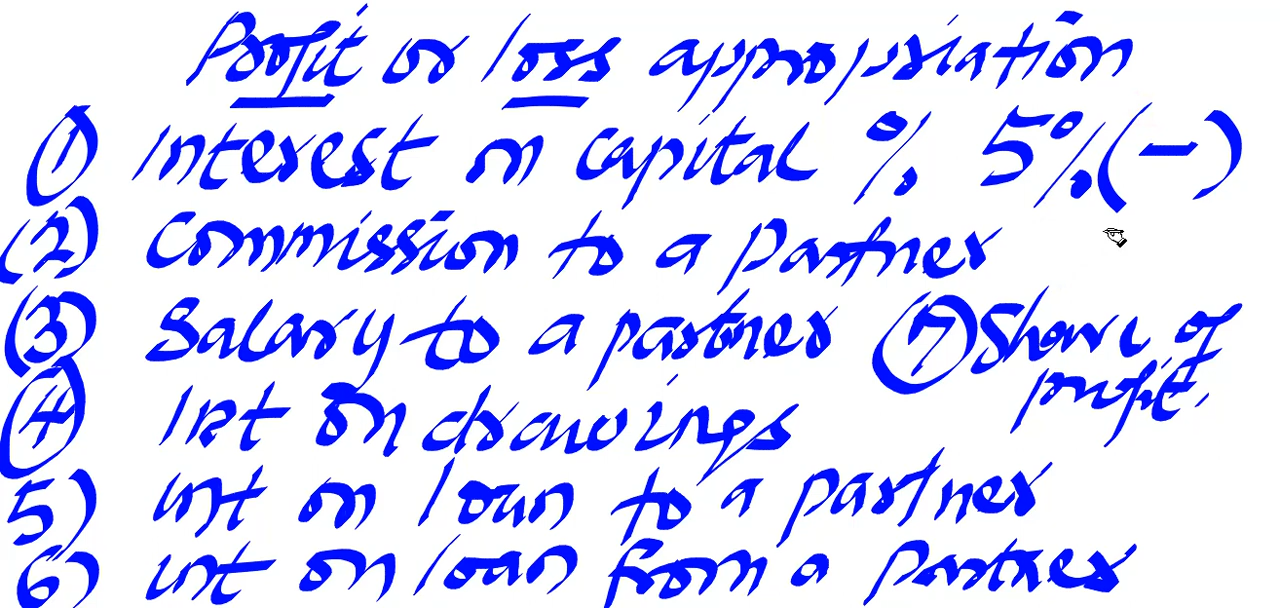 Profit or loss appropriation
(1) Interest on capital % 5% (-)
(2) Commission to a partner
(3) Salary to a partner (7) Share of profit.
(4) Int on drawings
5) int on loan to a partner
6) int on loan from a partner